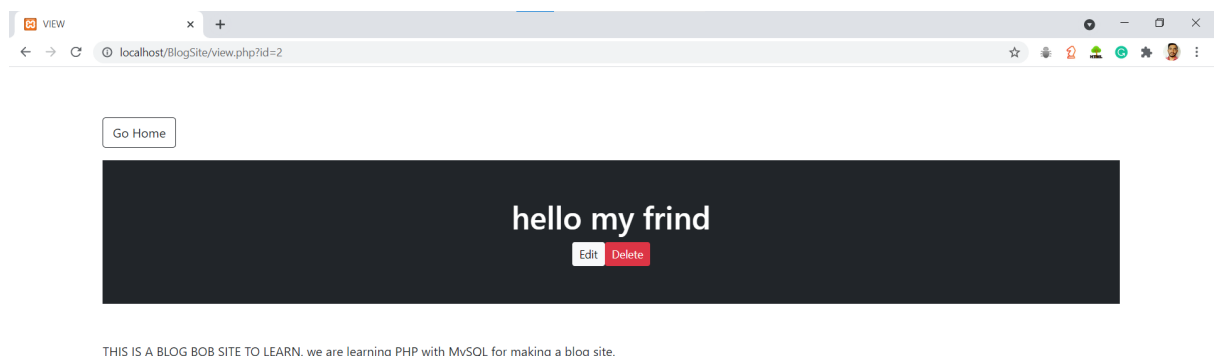 VIEW
localhost/BlogSite/view.php?id=2
HTML
Go Home
hello my frind
Edit Delete
THIS IS A BLOG BOB SITE TO LEARN, we are learning PHP with MySQL for making a blog site.